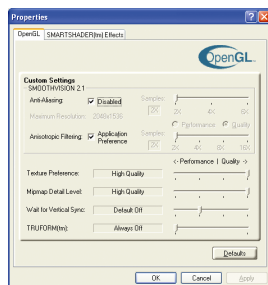 Properties
OpenGL SMARTSHADER(tm) Effects
OpenGL.
Custom Settings
SMOOTHVISION 2.1
Anti-Aliasing: Disabled Samples: 2X 2X 4X 6X
Maximum Resolution: 2048x1536 Performance Quality
Anisotropic Filtering: Application Preference Samples: 2X 2X 4X 8X 16X
<- Performance | Quality ->
Texture Preference: High Quality
Mipmap Detail Level: High Quality
Wait for Vertical Sync: Default Off
TRUFORM(tm): Always Off
Defaults
OK Cancel Apply